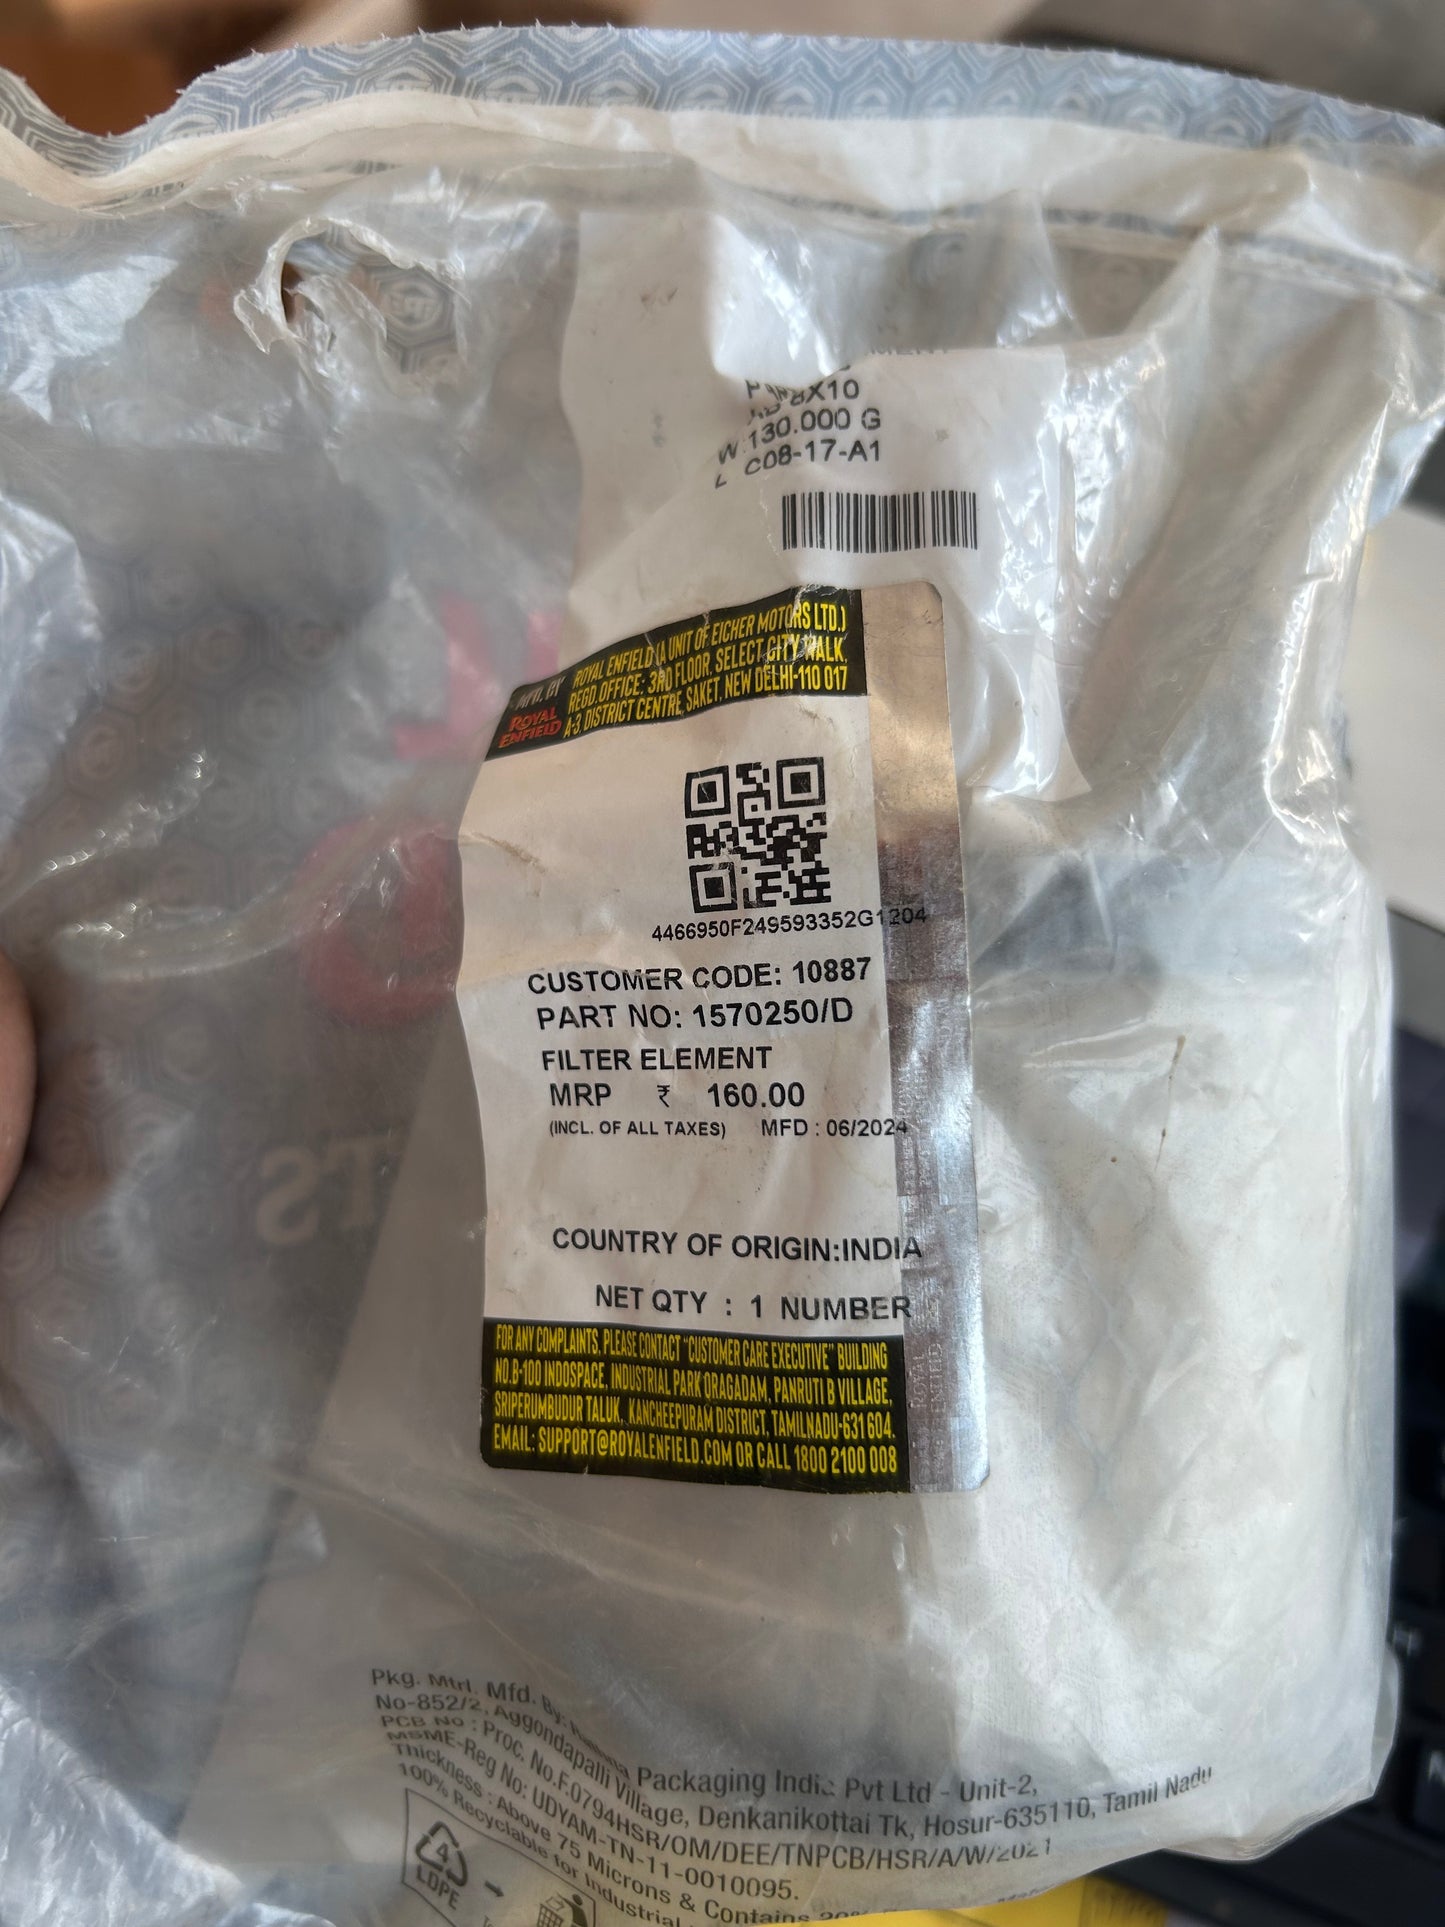 8X10
130.000 G
C08-17-A1
MFD. BY
ROYAL
ENFIELD
ROYAL ENFIELD (A UNIT OF EICHER MOTORS LTD.)
REGD. OFFICE: 3RD FLOOR, SELECT CITY WALK,
A-3, DISTRICT CENTRE, SAKET, NEW DELHI-110 017
4466950F249593352G1204
CUSTOMER CODE: 10887
PART NO: 1570250/D
FILTER ELEMENT
MRP ₹ 160.00
(INCL. OF ALL TAXES) MFD : 06/2024
COUNTRY OF ORIGIN:INDIA
NET QTY : 1 NUMBER
FOR ANY COMPLAINTS, PLEASE CONTACT "CUSTOMER CARE EXECUTIVE" BUILDING
NO.B-100 INDOSPACE, INDUSTRIAL PARK ORAGADAM, PANRUTI B VILLAGE,
SRIPERUMBUDUR TALUK, KANCHEEPURAM DISTRICT, TAMILNADU-631 604.
EMAIL: SUPPORT@ROYALENFIELD.COM OR CALL 1800 2100 008
ROYAL
ENFIELD
Pkg. Mtrl. Mfd. By: Packaging India Pvt Ltd - Unit-2,
No-852/2, Aggondapalli Village, Denkanikottai Tk, Hosur-635110, Tamil Nadu
PCB No : Proc. No.F.0794HSR/OM/DEE/TNPCB/HSR/A/W/2021
MSME-Reg No: UDYAM-TN-11-0010095.
Thickness : Above 75 Microns & Contains
100% Recyclable for Industrial
4
LDPE